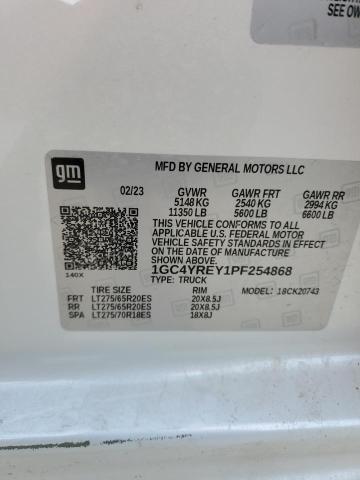 SEE OW
gm
MFD BY GENERAL MOTORS LLC
02/23 GVWR GAWR FRT GAWR RR
5148 KG 2540 KG 2994 KG
11350 LB 5600 LB 6600 LB
THIS VEHICLE CONFORMS TO ALL
APPLICABLE U.S. FEDERAL MOTOR
VEHICLE SAFETY STANDARDS IN EFFECT
ON THE DATE OF MANUFACTURE
SHOWN ABOVE.
1GC4YREY1PF254868
140X TYPE: TRUCK
TIRE SIZE RIM MODEL: 18CK20743
FRT LT275/65R20ES 20X8.5J
RR LT275/65R20ES 20X8.5J
SPA LT275/70R18ES 18X8J